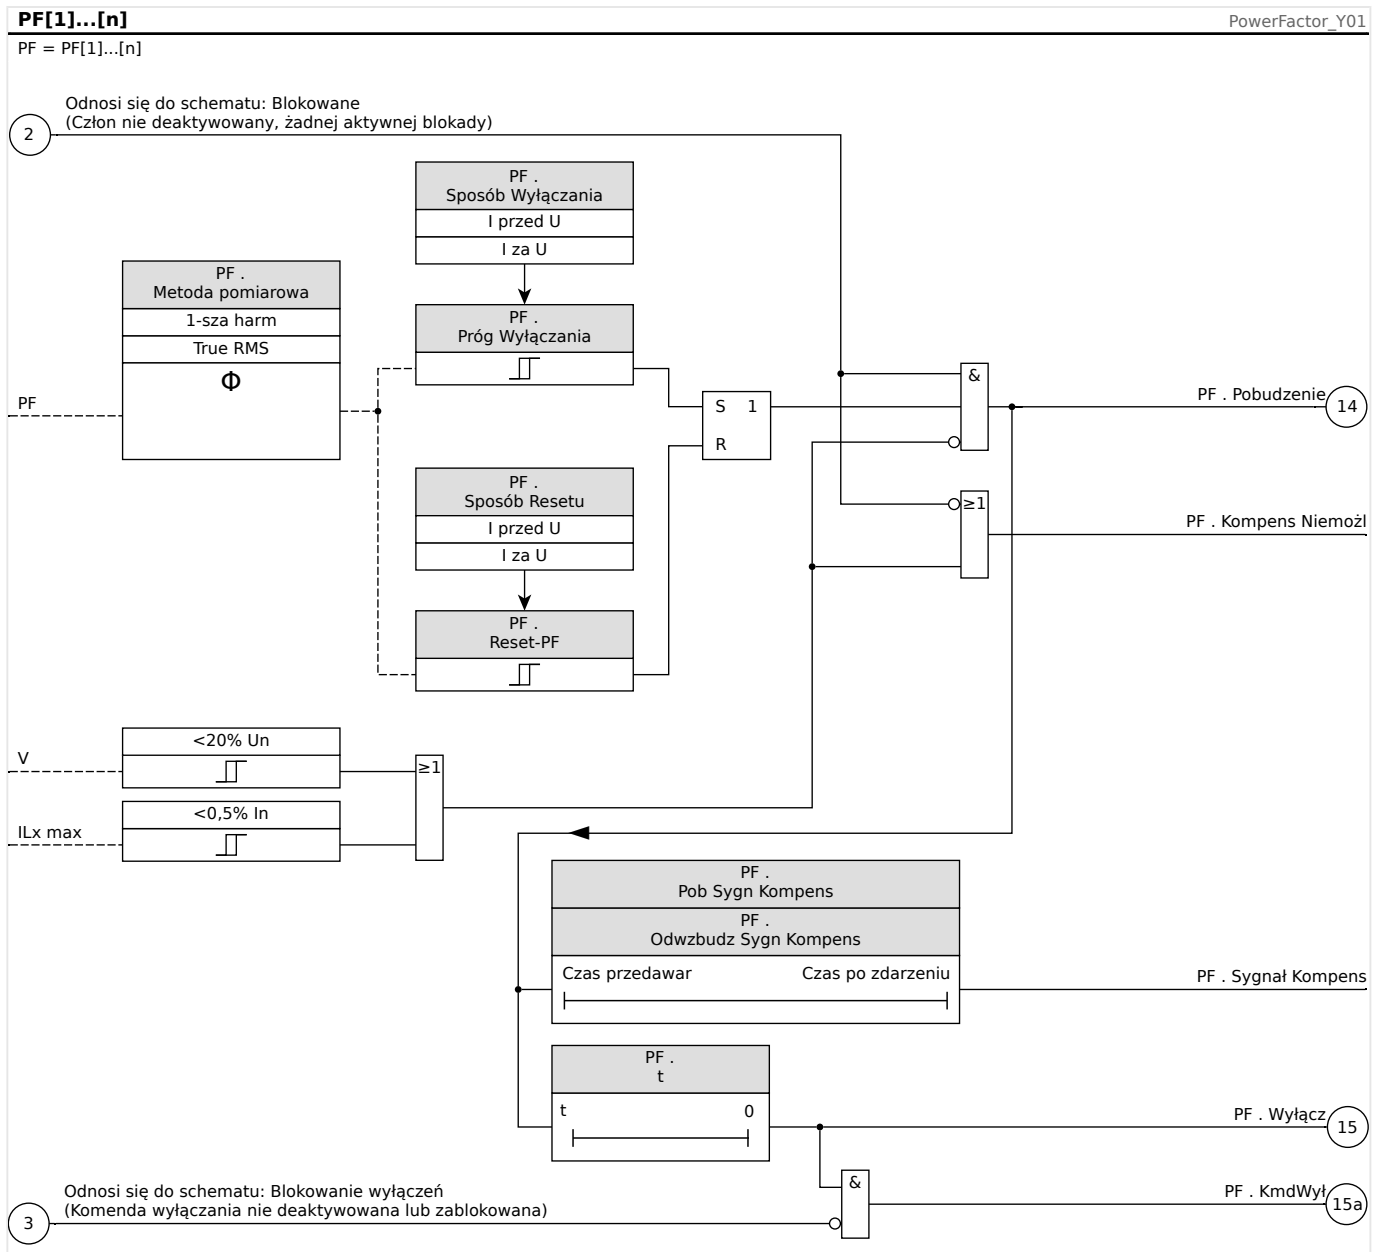 PF[1]...[n]
PowerFactor_Y01
PF = PF[1]...[n]
Odnosi się do schematu: Blokowane
(Człon nie deaktywowany, żadnej aktywnej blokady)
2
PF .
Sposób Wyłączania
I przed U
I za U
PF .
Metoda pomiarowa
1-sza harm
True RMS
Φ
PF
PF .
Próg Wyłączania
S 1
R
&
PF . Pobudzenie
14
PF .
Sposób Resetu
I przed U
I za U
≥1
PF . Kompens Niemożl
PF .
Reset-PF
V
<20% Un
≥1
ILx max
<0,5% In
PF .
Pob Sygn Kompens
PF .
Odwzbudz Sygn Kompens
Czas przedawar
Czas po zdarzeniu
PF . Sygnał Kompens
PF .
t
t
0
PF . Wyłącz
15
Odnosi się do schematu: Blokowanie wyłączeń
(Komenda wyłączania nie deaktywowana lub zablokowana)
3
&
PF . KmdWył
15a